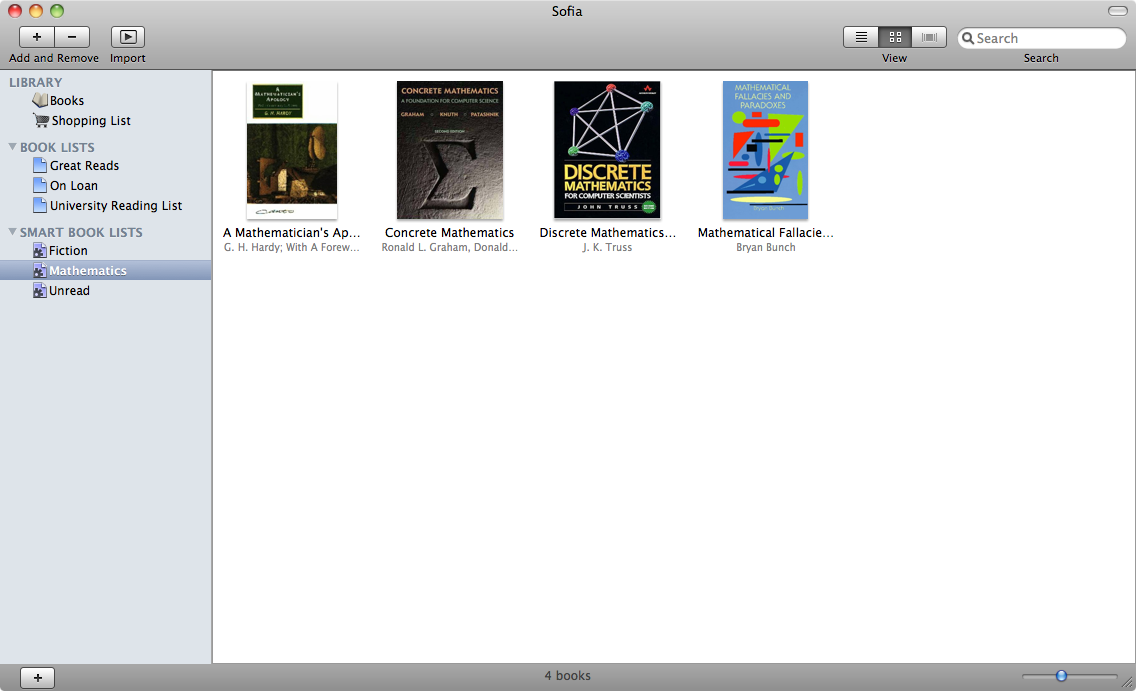 Sofia
Add and Remove
Import
View
Search
Search
LIBRARY
Books
Shopping List
BOOK LISTS
Great Reads
On Loan
University Reading List
SMART BOOK LISTS
Fiction
Mathematics
Unread
A
MATHEMATICIAN'S
APOLOGY
G. H. HARDY
A Mathematician's Ap...
G. H. Hardy; With A Forew...
CONCRETE MATHEMATICS
A FOUNDATION FOR COMPUTER SCIENCE
GRAHAM KNUTH PATASHNIK
SECOND EDITION
Σ
Concrete Mathematics
Ronald L. Graham, Donald...
DISCRETE
MATHEMATICS
FOR COMPUTER SCIENTISTS
JOHN TRUSS
Discrete Mathematics...
J. K. Truss
MATHEMATICAL
FALLACIES AND
PARADOXES
Bryan Bunch
Mathematical Fallacie...
Bryan Bunch
4 books